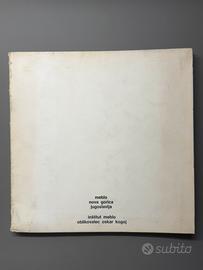 meblo
nova gorica
jugoslavija
inštitut meblo
oblikovalec oskar kogoj
subito